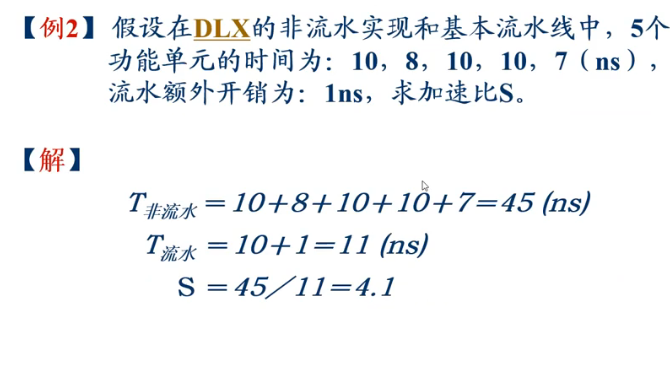 【例2】 假设在DLX的非流水实现和基本流水线中，5个
功能单元的时间为：10，8，10，10，7（ns），
流水额外开销为：1ns，求加速比S。
【解】
T非流水＝10＋8＋10＋10＋7＝45 (ns)
T流水＝10＋1＝11 (ns)
S＝45／11＝4.1